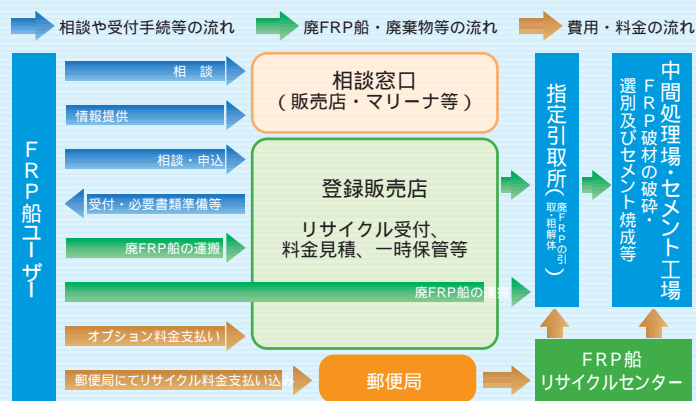 相談や受付手続等の流れ
廃FRP船・廃棄物等の流れ
費用・料金の流れ
FRP船ユーザー
相　談
情報提供
相談・申込
受付・必要書類準備等
廃FRP船の運搬
廃FRP船の運搬
オプション料金支払い
郵便局にてリサイクル料金支払い込み
相談窓口
（販売店・マリーナ等）
登録販売店
リサイクル受付、
料金見積、一時保管等
郵便局
指定引取所（廃FRPの引
取・粗解体）
中間処理場・セメント工場
FRP破材の破砕・
選別及びセメント焼成等
FRP船
リサイクルセンター